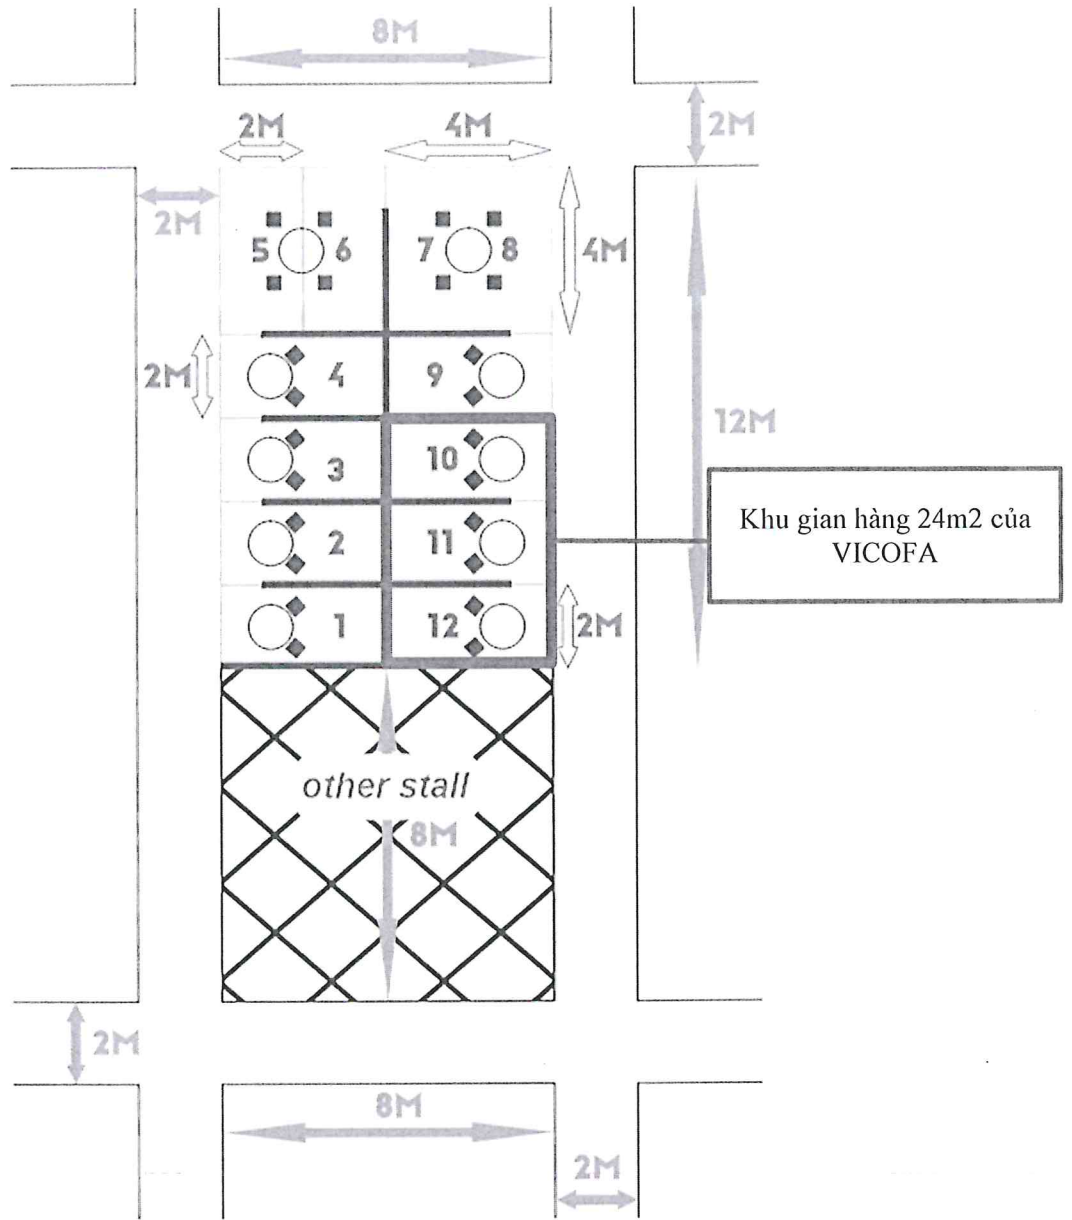 8M
2M 4M
2M
2M
5 6 7 8
4M
2M 4 9
12M
3 10
Khu gian hàng 24m2 của
VICOFA
2 11
1 12 2M
other stall
8M
2M
8M
2M